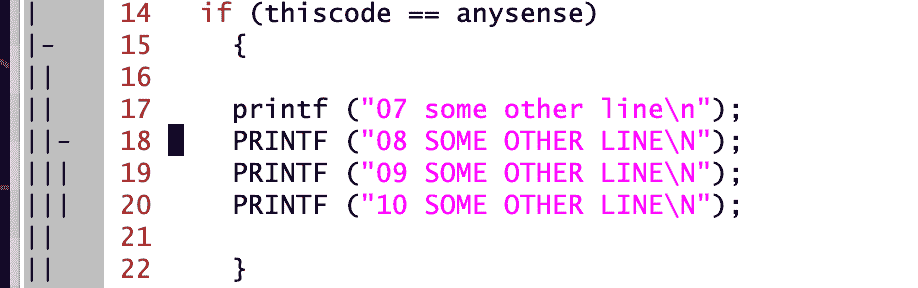 | 14 if (thiscode == anysense)
|- 15 {
|| 16
|| 17 printf ("07 some other line\n");
||- 18 PRINTF ("08 SOME OTHER LINE\N");
||| 19 PRINTF ("09 SOME OTHER LINE\N");
||| 20 PRINTF ("10 SOME OTHER LINE\N");
|| 21
|| 22 }